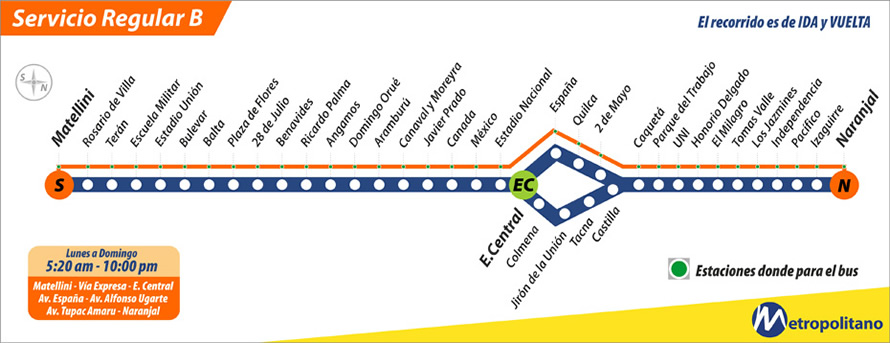 Servicio Regular B
El recorrido es de IDA y VUELTA
S
N
Matellini
Rosario de Villa
Terán
Escuela Militar
Estadio Unión
Bulevar
Balta
Plaza de Flores
28 de Julio
Benavides
Ricardo Palma
Angamos
Domingo Orué
Aramburú
Canaval y Moreyra
Javier Prado
Canada
México
Estadio Nacional
España
Quilca
2 de Mayo
Coquetá
Parque del Trabajo
UNI
Honorio Delgado
El Milagro
Tomas Valle
Los Jazmines
Independencia
Pacífico
Izaguirre
Naranjal
S
EC
N
E.Central
Colmena
Jirón de la Unión
Tacna
Castilla
Lunes a Domingo
5:20 am - 10:00 pm
Matellini - Vía Expresa - E. Central
Av. España - Av. Alfonso Ugarte
Av. Tupac Amaru - Naranjal
Estaciones donde para el bus
Metropolitano